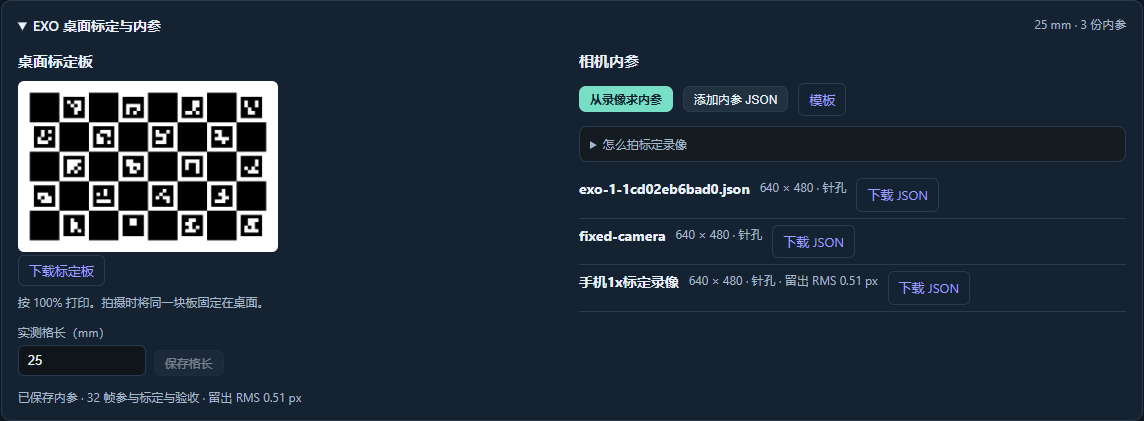 ▼ EXO 桌面标定与内参
25 mm · 3 份内参
桌面标定板
下载标定板
按 100% 打印。拍摄时将同一块板固定在桌面。
实测格长（mm）
25
保存格长
已保存内参 · 32 帧参与标定与验收 · 留出 RMS 0.51 px
相机内参
从录像求内参
添加内参 JSON
模板
▶ 怎么拍标定录像
exo-1-1cd02eb6bad0.json 640 × 480 · 针孔 下载 JSON
fixed-camera 640 × 480 · 针孔 下载 JSON
手机1x标定录像 640 × 480 · 针孔 · 留出 RMS 0.51 px 下载 JSON